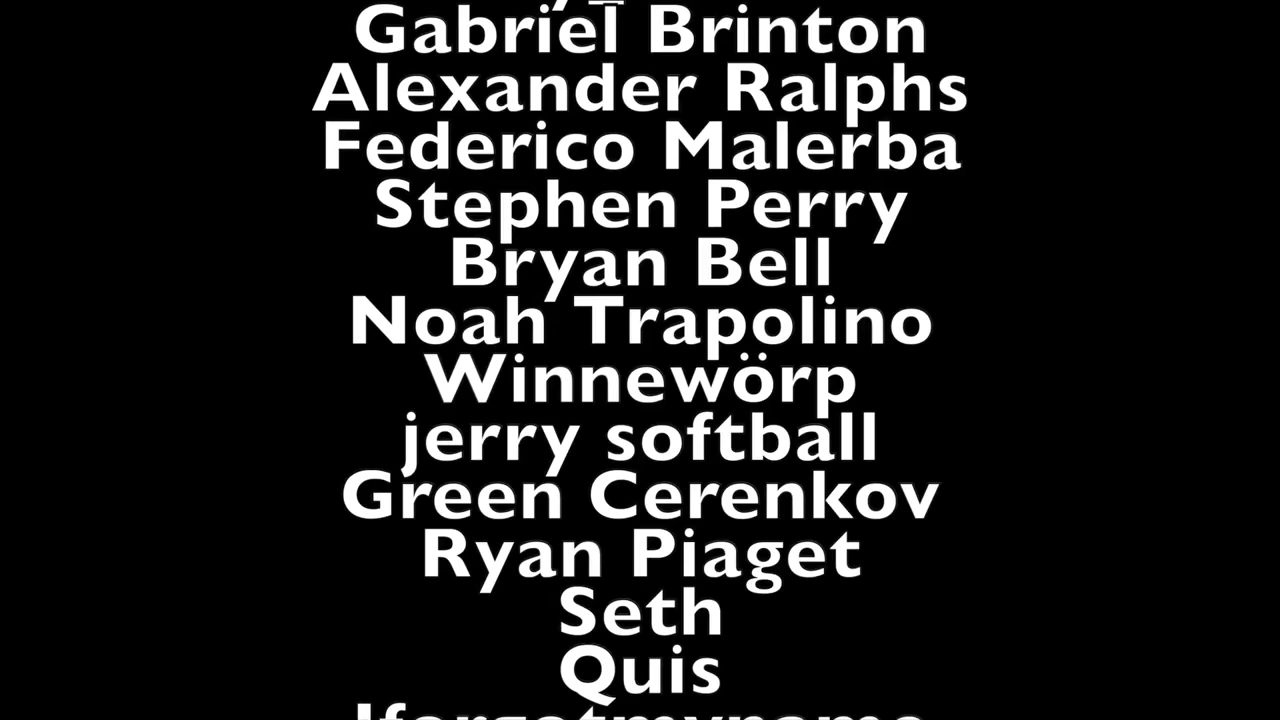 Gabriel Brinton
Alexander Ralphs
Federico Malerba
Stephen Perry
Bryan Bell
Noah Trapolino
Winnewörp
jerry softball
Green Cerenkov
Ryan Piaget
Seth
Quis
Iforgotmyname